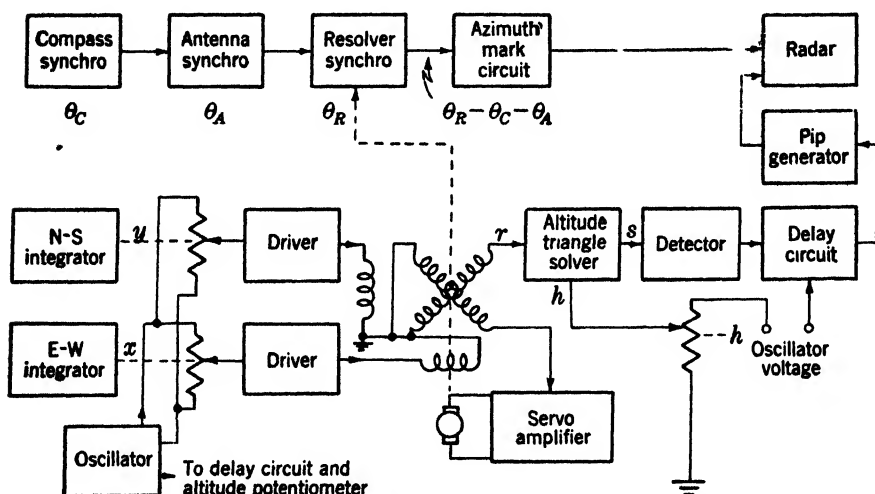 Compass
synchro
Antenna
synchro
Resolver
synchro
Azimuth
mark
circuit
Radar
θC
θA
θR
θR − θC − θA
Pip
generator
N-S
integrator
y
Driver
r
Altitude
triangle
solver
s
Detector
Delay
circuit
h
E-W
integrator
x
Driver
h
Oscillator
voltage
Servo
amplifier
Oscillator
To delay circuit and
altitude potentiometer